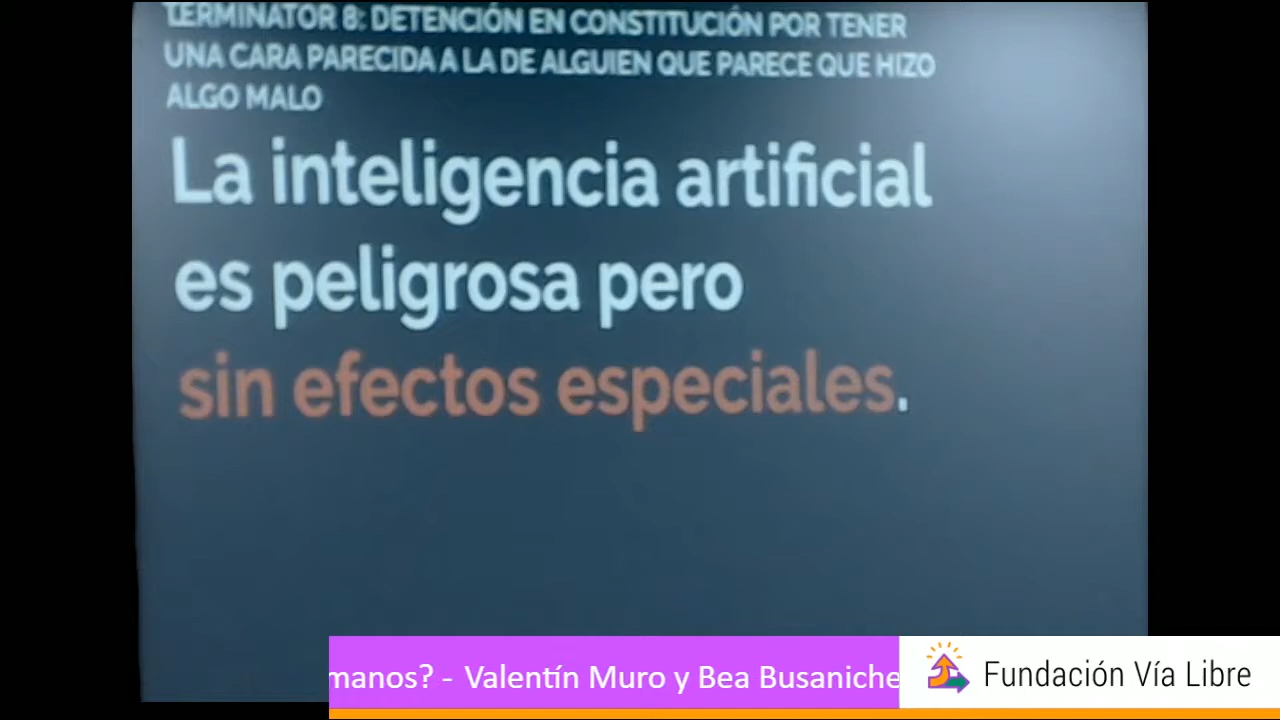 TERMINATOR 8: DETENCIÓN EN CONSTITUCIÓN POR TENER
UNA CARA PARECIDA A LA DE ALGUIEN QUE PARECE QUE HIZO
ALGO MALO
La inteligencia artificial
es peligrosa pero
sin efectos especiales.
manos? - Valentín Muro y Bea Busaniche
Fundación Vía Libre